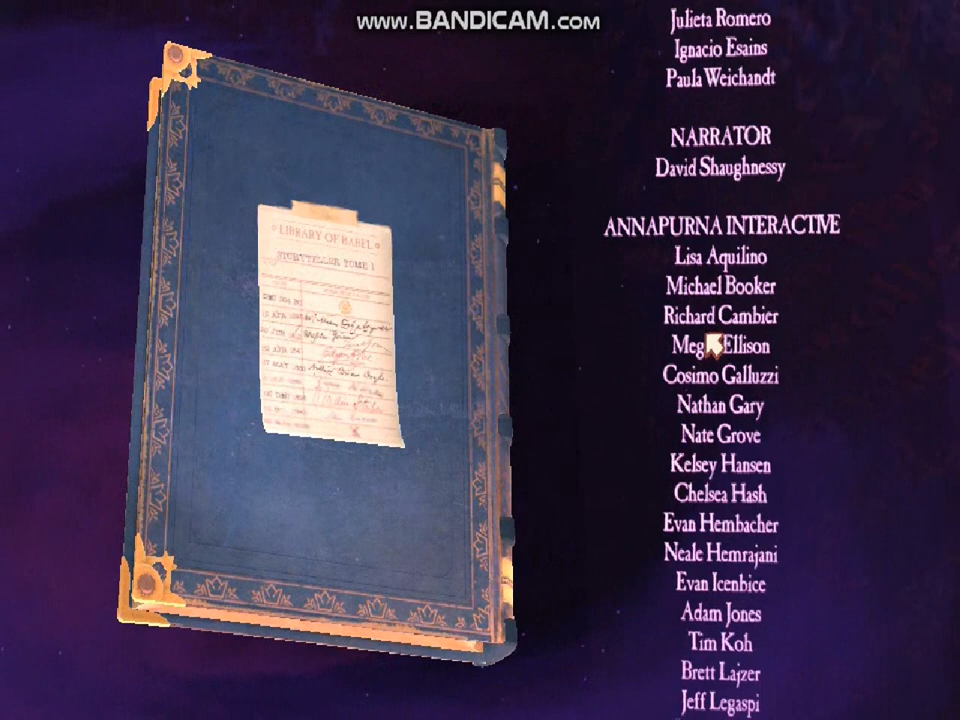 www.BANDICAM.com
Julieta Romero
Ignacio Esains
Paula Weichandt
NARRATOR
David Shaughnessy
ANNAPURNA INTERACTIVE
Lisa Aquilino
Michael Booker
Richard Cambier
Meg Ellison
Cosimo Galluzzi
Nathan Gary
Nate Grove
Kelsey Hansen
Chelsea Hash
Evan Hembacher
Neale Hemrajani
Evan Icenbice
Adam Jones
Tim Koh
Brett Lajzer
Jeff Legaspi
LIBRARY OF BABEL
STORYTELLER TOME 1